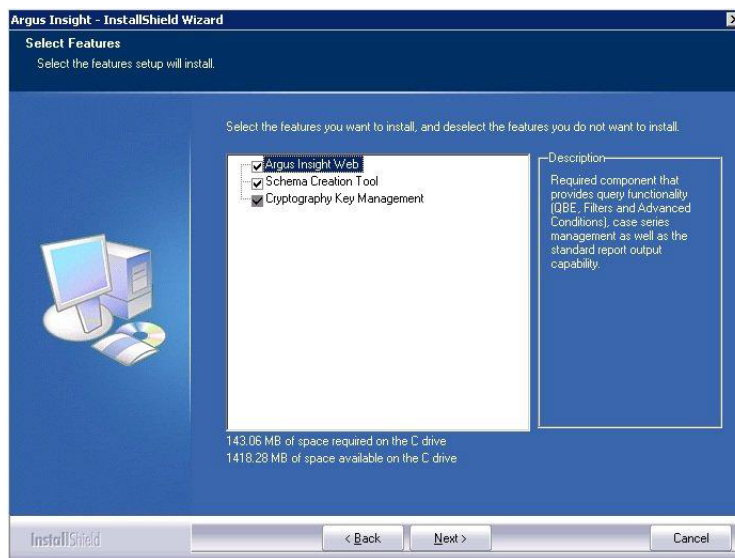 Argus Insight - InstallShield Wizard
Select Features
Select the features setup will install.
Select the features you want to install, and deselect the features you do not want to install.
Argus Insight Web
Schema Creation Tool
Cryptography Key Management
Description
Required component that
provides query functionality
(QBE, Filters and Advanced
Conditions), case series
management as well as the
standard report output
capability.
143.06 MB of space required on the C drive
1418.28 MB of space available on the C drive
InstallShield
< Back
Next >
Cancel